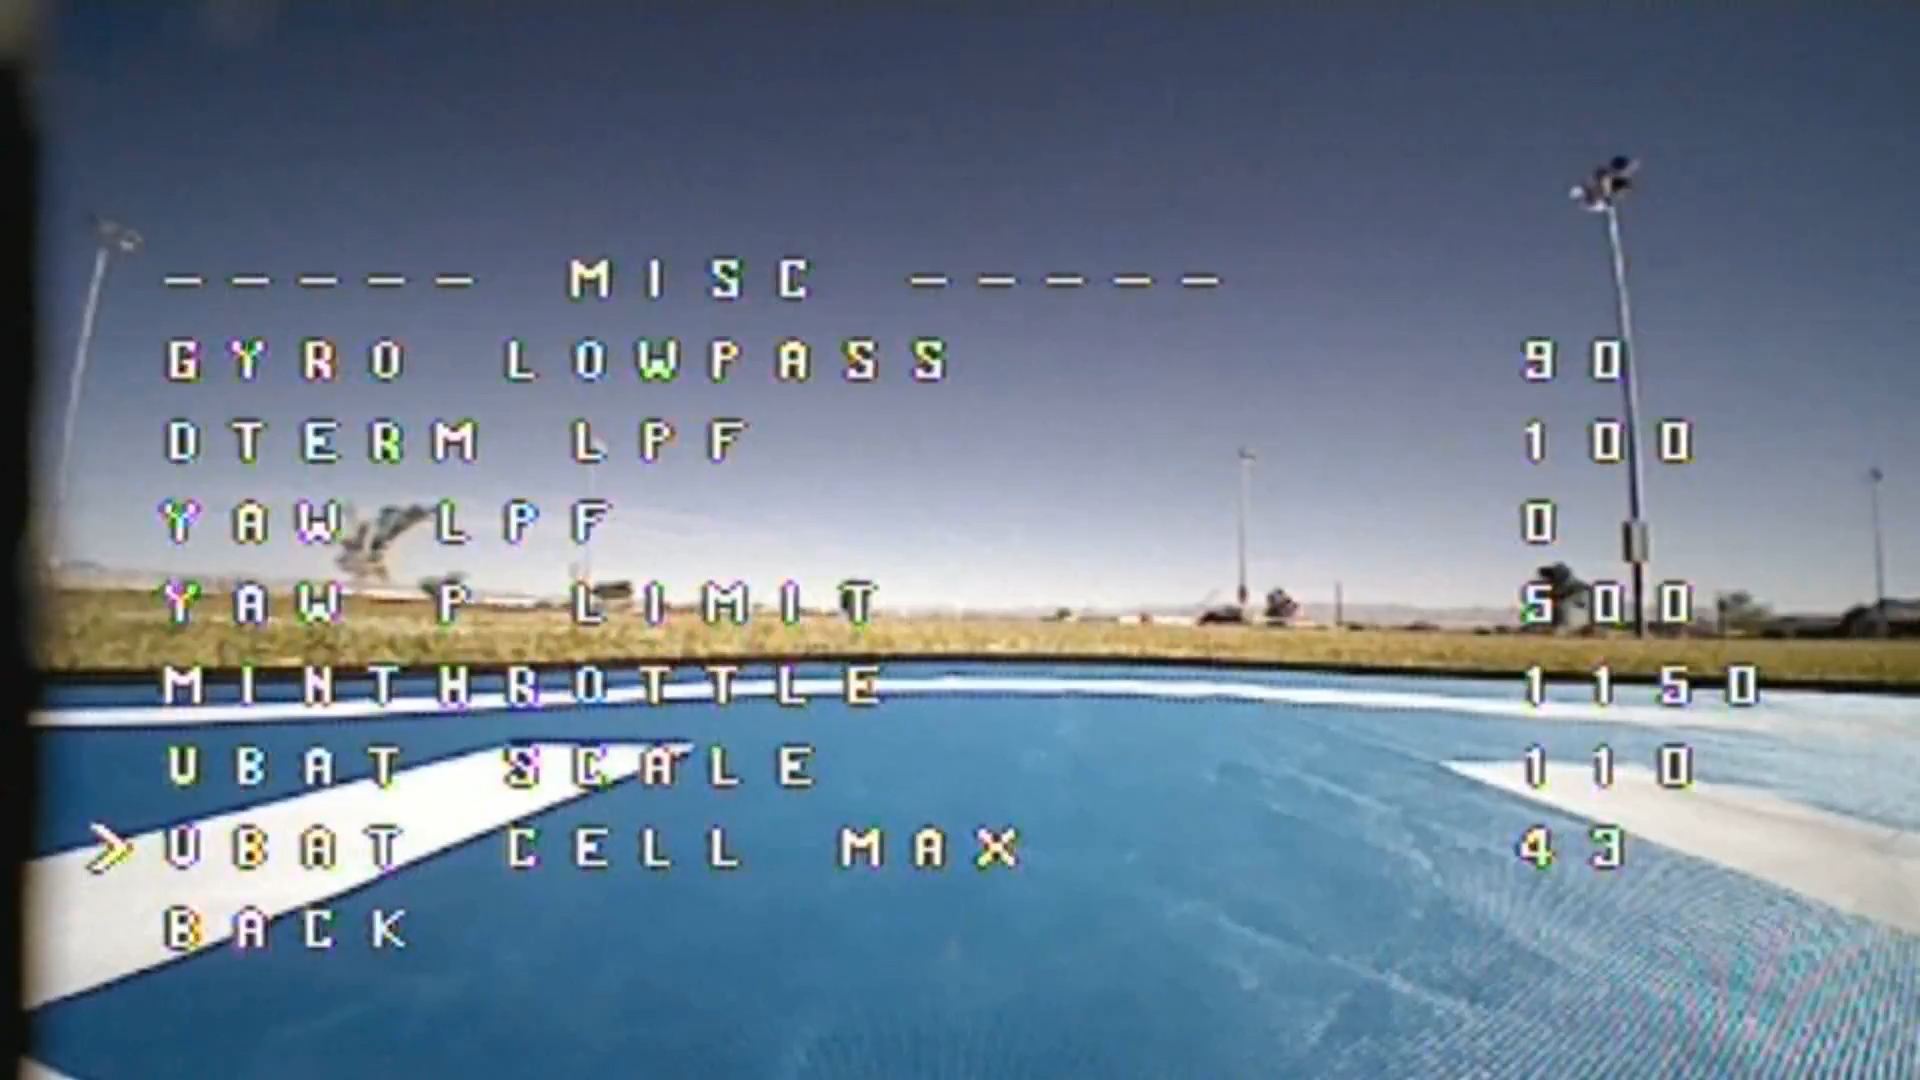 ----- MISC -----
GYRO LOWPASS 90
DTERM LPF 100
YAW LPF 0
YAW P LIMIT 500
MINTHROTTLE 1150
VBAT SCALE 110
> VBAT CELL MAX 43
BACK